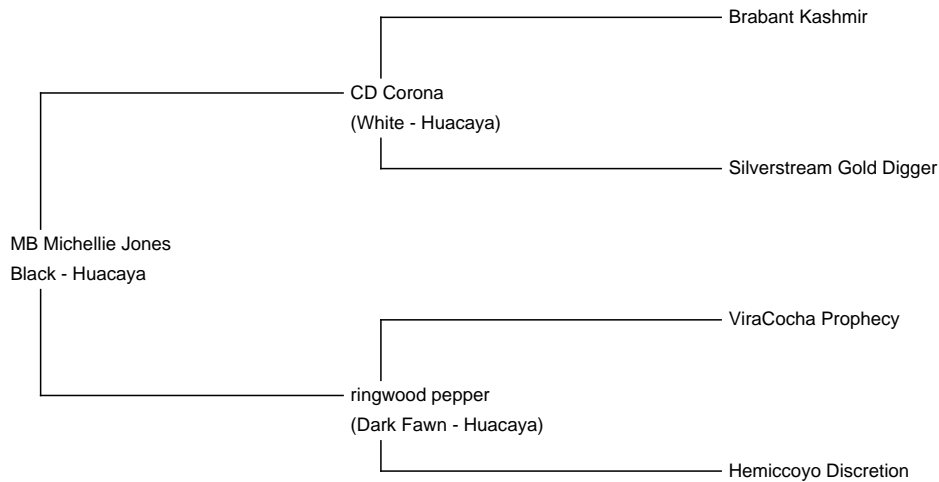 Brabant Kashmir
CD Corona
(White - Huacaya)
Silverstream Gold Digger
MB Michellie Jones
Black - Huacaya
ViraCocha Prophecy
ringwood pepper
(Dark Fawn - Huacaya)
Hemiccoyo Discretion